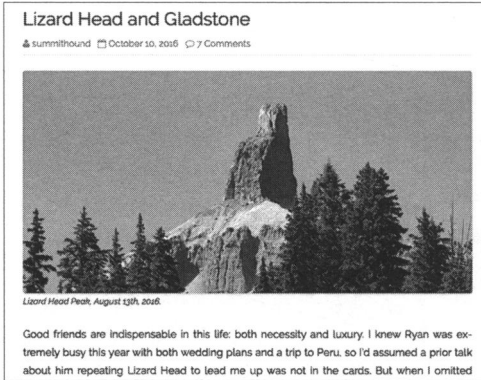 Lizard Head and Gladstone
summithound October 10, 2016 7 Comments
Lizard Head Peak, August 13th, 2016.
Good friends are indispensable in this life: both necessity and luxury. I knew Ryan was ex-
tremely busy this year with both wedding plans and a trip to Peru, so I'd assumed a prior talk
about him repeating Lizard Head to lead me up was not in the cards. But when I omitted